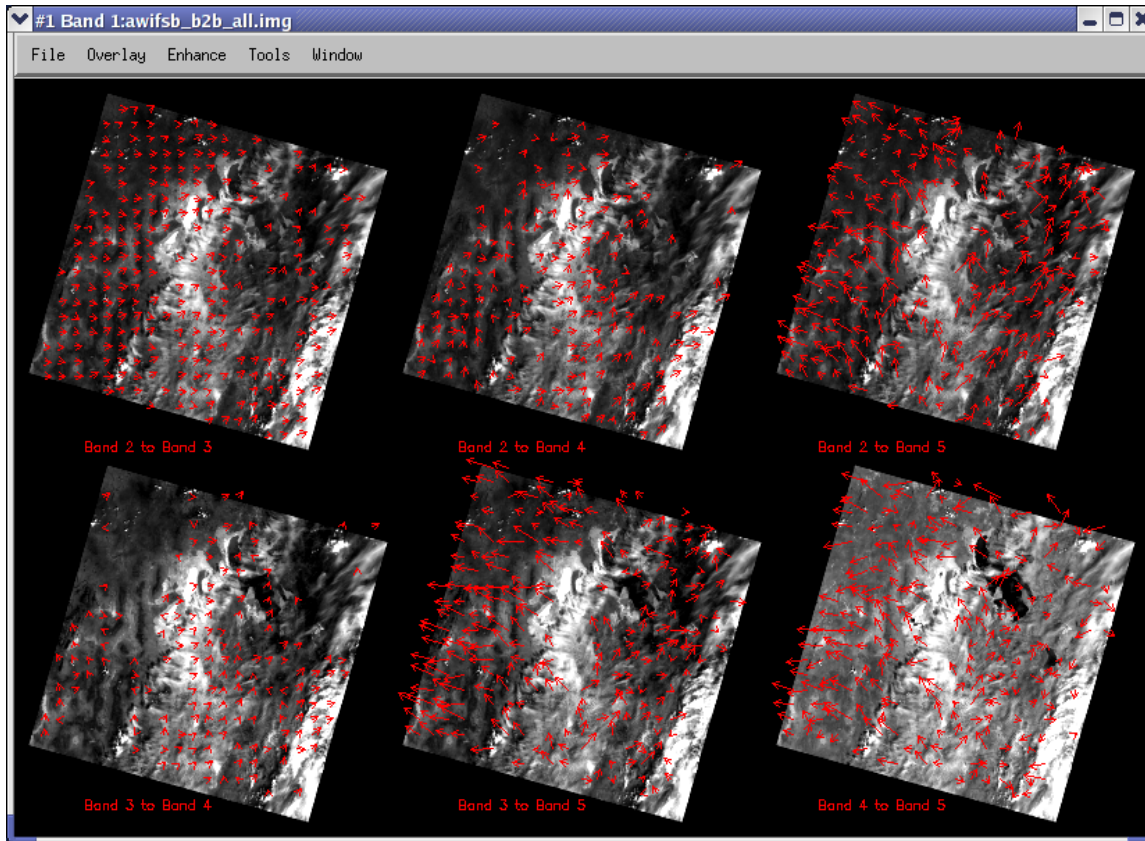 #1 Band 1:awifsb_b2b_all.img
File Overlay Enhance Tools Window
Band 2 to Band 3
Band 2 to Band 4
Band 2 to Band 5
Band 3 to Band 4
Band 3 to Band 5
Band 4 to Band 5